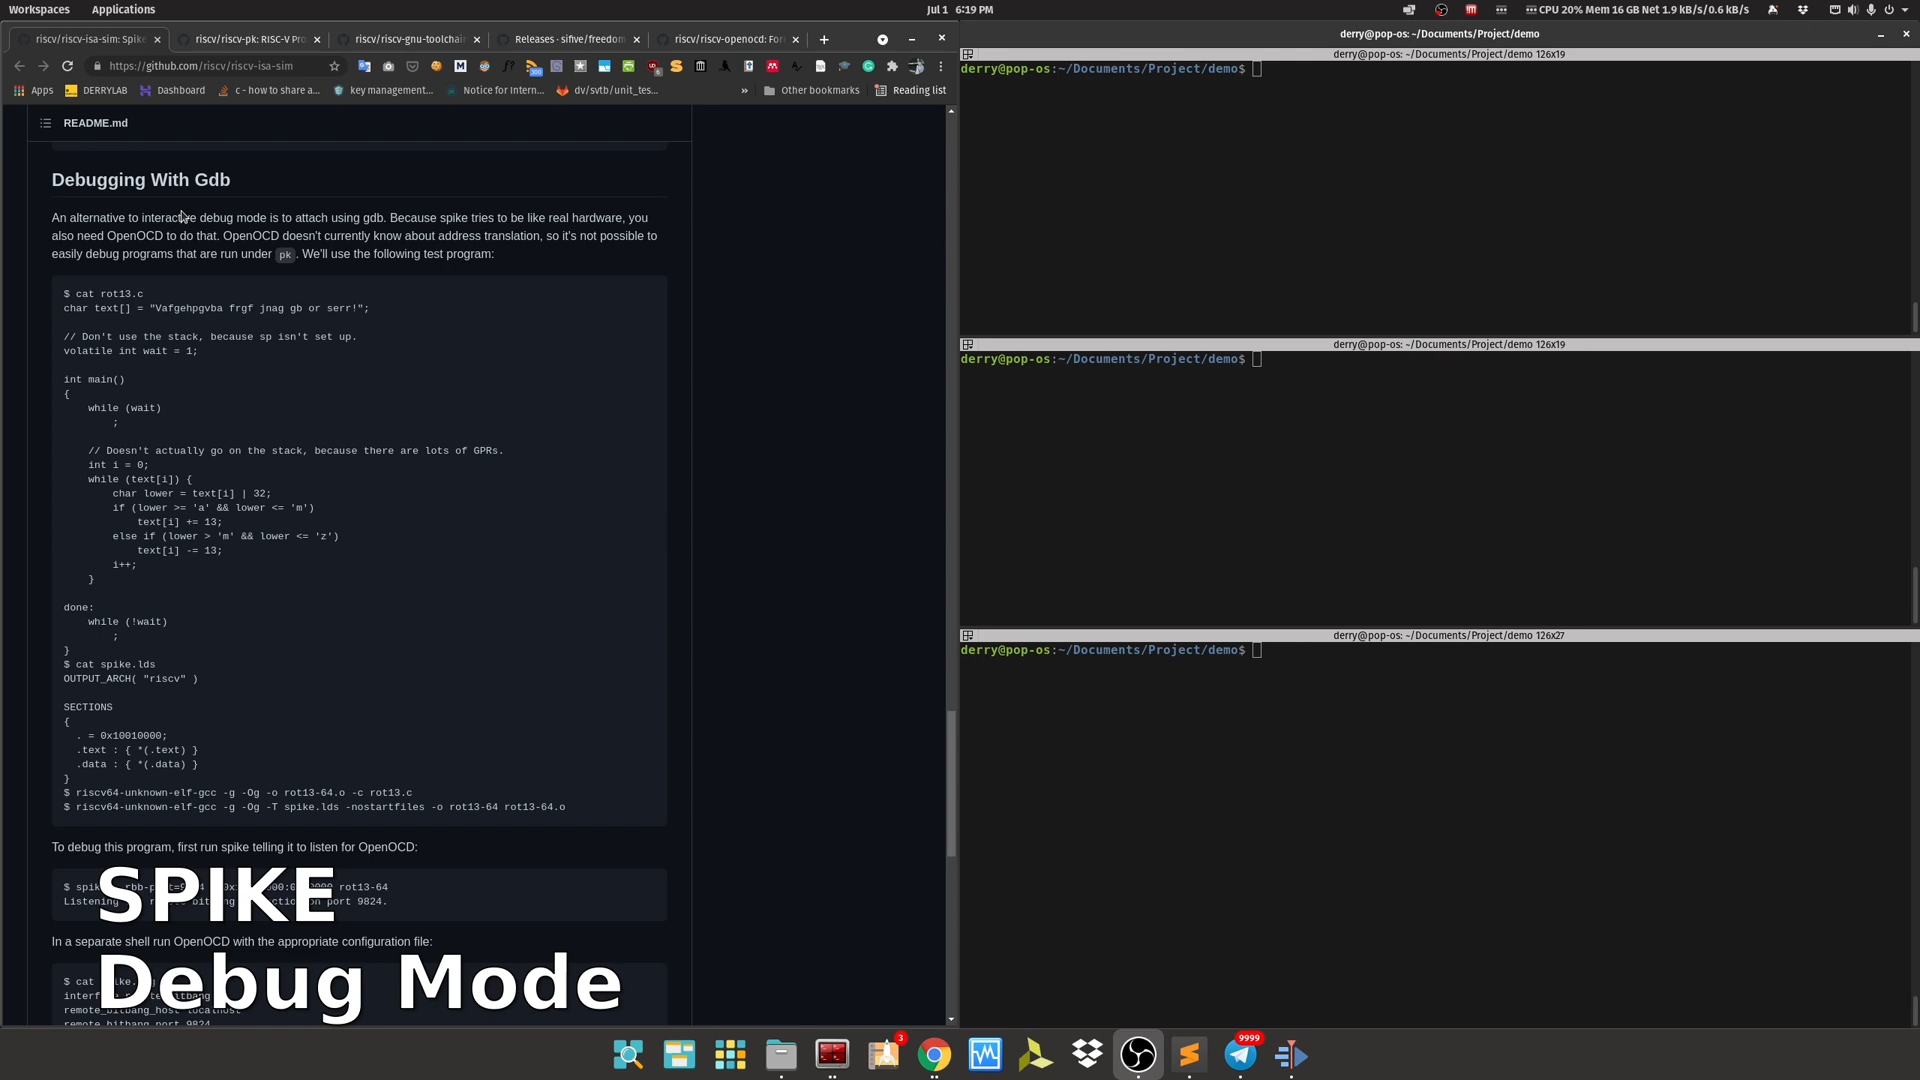 Workspaces
Applications
Jul 1 6:19 PM
CPU 20% Mem 16 GB Net 1.9 kB/s/0.6 kB/s
riscv/riscv-isa-sim: Spike
riscv/riscv-pk: RISC-V Pro
riscv/riscv-gnu-toolchain
Releases · sifive/freedom
riscv/riscv-openocd: For
https://github.com/riscv/riscv-isa-sim
Apps
DERRYLAB
Dashboard
c - how to share a...
key management...
Notice for Intern...
dv/svtb/unit_tes...
»
Other bookmarks
Reading list
README.md
Debugging With Gdb
An alternative to interactive debug mode is to attach using gdb. Because spike tries to be like real hardware, you
also need OpenOCD to do that. OpenOCD doesn't currently know about address translation, so it's not possible to
easily debug programs that are run under pk . We'll use the following test program:
$ cat rot13.c
char text[] = "Vafgehpgvba frgf jnag gb or serr!";
// Don't use the stack, because sp isn't set up.
volatile int wait = 1;
int main()
{
while (wait)
;
// Doesn't actually go on the stack, because there are lots of GPRs.
int i = 0;
while (text[i]) {
char lower = text[i] | 32;
if (lower >= 'a' && lower <= 'm')
text[i] += 13;
else if (lower > 'm' && lower <= 'z')
text[i] -= 13;
i++;
}
done:
while (!wait)
;
}
$ cat spike.lds
OUTPUT_ARCH( "riscv" )
SECTIONS
{
. = 0x10010000;
.text : { *(.text) }
.data : { *(.data) }
}
$ riscv64-unknown-elf-gcc -g -Og -o rot13-64.o -c rot13.c
$ riscv64-unknown-elf-gcc -g -Og -T spike.lds -nostartfiles -o rot13-64 rot13-64.o
To debug this program, first run spike telling it to listen for OpenOCD:
rot13-64
port 9824.
In a separate shell run OpenOCD with the appropriate configuration file:
$ cat
remote_bitbang_host localhost
remote_bitbang_port 9824
SPIKE
Debug Mode
derry@pop-os:~/Documents/Project/demo
derry@pop-os: ~/Documents/Project/demo 126x19
derry@pop-os:~/Documents/Project/demo$
derry@pop-os: ~/Documents/Project/demo 126x19
derry@pop-os:~/Documents/Project/demo$
derry@pop-os: ~/Documents/Project/demo 126x27
derry@pop-os:~/Documents/Project/demo$
3
9999